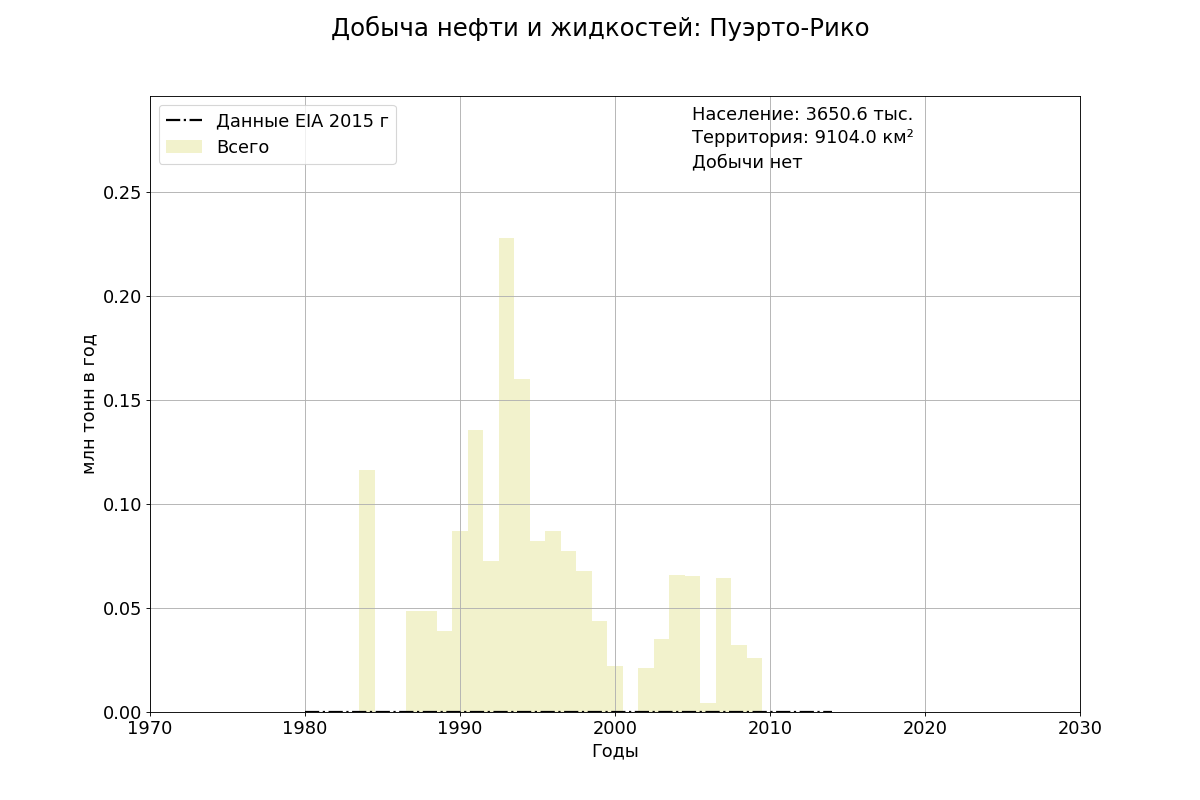 Добыча нефти и жидкостей: Пуэрто-Рико
Данные EIA 2015 г
Всего
Население: 3650.6 тыс.
Территория: 9104.0 км²
Добычи нет
0.25
0.20
0.15
0.10
0.05
0.00
млн тонн в год
1970 1980 1990 2000 2010 2020 2030
Годы